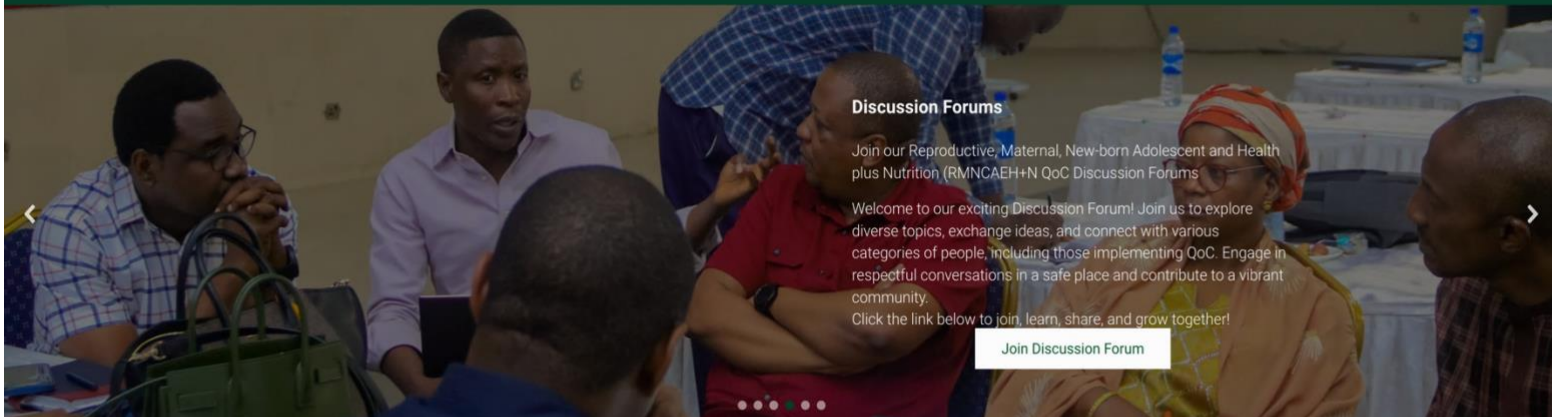 Discussion Forums
Join our Reproductive, Maternal, New-born Adolescent and Health
plus Nutrition (RMNCAEH+N QoC Discussion Forums
Welcome to our exciting Discussion Forum! Join us to explore
diverse topics, exchange ideas, and connect with various
categories of people, including those implementing QoC. Engage in
respectful conversations in a safe place and contribute to a vibrant
community.
Click the link below to join, learn, share, and grow together!
Join Discussion Forum